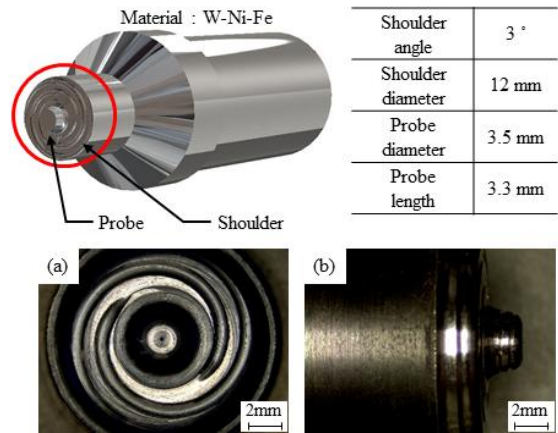 Material : W-Ni-Fe
Probe
Shoulder
Shoulder
angle
3 °
Shoulder
diameter
12 mm
Probe
diameter
3.5 mm
Probe
length
3.3 mm
(a)
2mm
(b)
2mm